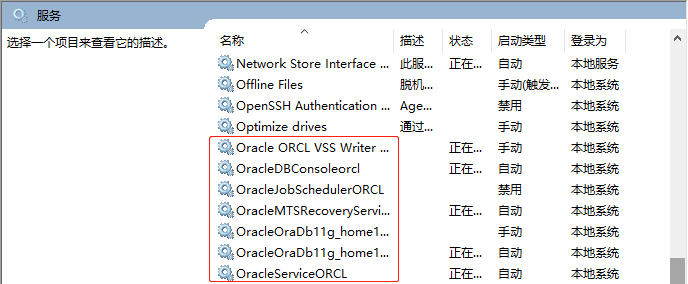 服务
选择一个项目来查看它的描述。
名称 描述 状态 启动类型 登录为
Network Store Interface ... 此服... 正在... 自动 本地服务
Offline Files 脱机... 手动(触发... 本地系统
OpenSSH Authentication ... Age... 禁用 本地系统
Optimize drives 通过... 手动 本地系统
Oracle ORCL VSS Writer ... 正在... 手动 本地系统
OracleDBConsoleorcl 正在... 自动 本地系统
OracleJobSchedulerORCL 禁用 本地系统
OracleMTSRecoveryServi... 正在... 自动 本地系统
OracleOraDb11g_home1... 手动 本地系统
OracleOraDb11g_home1... 正在... 自动 本地系统
OracleServiceORCL 正在... 自动 本地系统